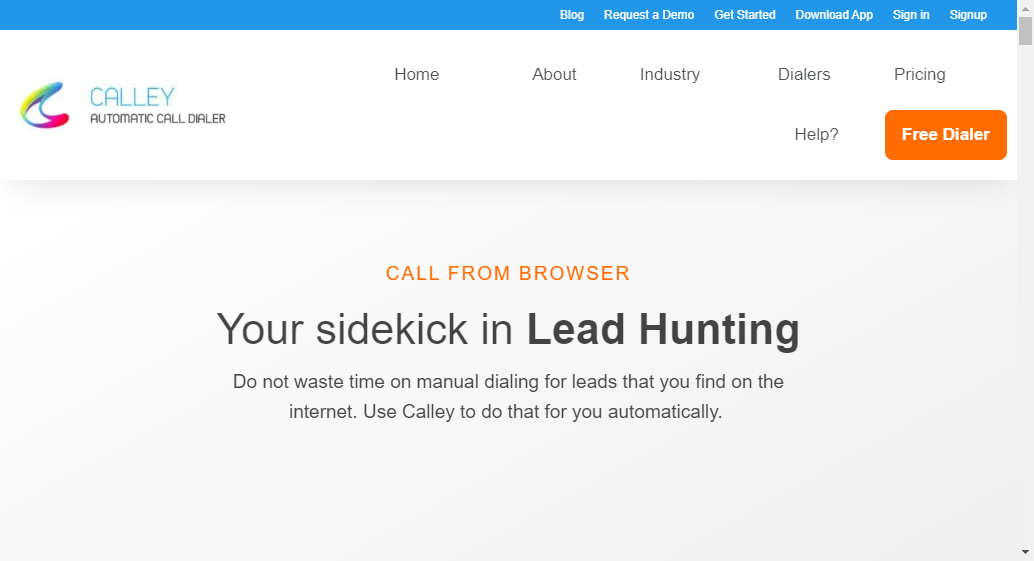 Blog Request a Demo Get Started Download App Sign in Signup
Home About Industry Dialers Pricing
CALLEY
AUTOMATIC CALL DIALER
Help? Free Dialer
CALL FROM BROWSER
Your sidekick in Lead Hunting
Do not waste time on manual dialing for leads that you find on the
internet. Use Calley to do that for you automatically.